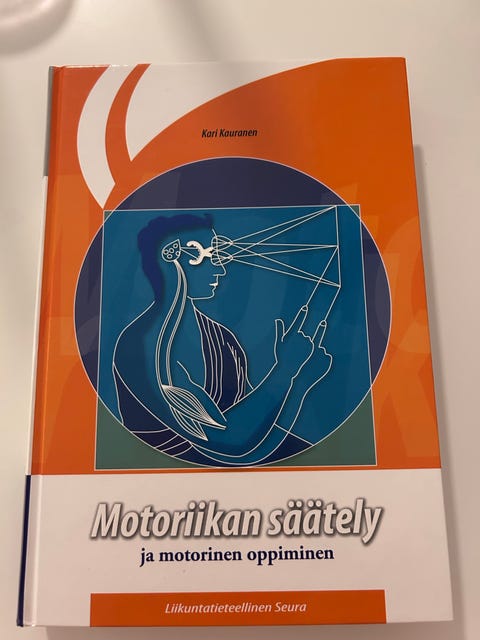 Kari Kauranen
Motoriikan säätely
ja motorinen oppiminen
Liikuntatieteellinen Seura